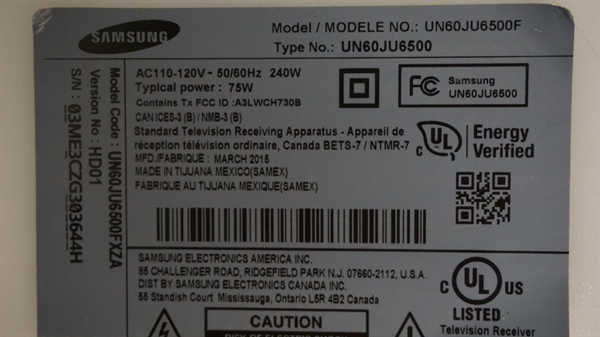 SAMSUNG
Model / MODELE NO.: UN60JU6500F
Type No.: UN60JU6500
AC110-120V~ 50/60Hz 240W
Typical power : 75W
Contains Tx FCC ID :A3LWCH730B
CAN ICES-3 (B) / NMB-3 (B)
Standard Television Receiving Apparatus - Appareil de
réception télévision ordinaire, Canada BETS-7 / NTMR-7
MFD./FABRIQUE : MARCH 2015
MADE IN TIJUANA MEXICO(SAMEX)
FABRIQUE AU TIJUANA MEXIQUE(SAMEX)
FC Samsung
UN60JU6500
UL Energy
Verified
Model Code : UN60JU6500FXZA
Version No : HD01
S/N : 03ME3CZG303644H
SAMSUNG ELECTRONICS AMERICA INC.
85 CHALLENGER ROAD, RIDGEFIELD PARK N.J. 07660-2112, U.S.A.
DIST BY SAMSUNG ELECTRONICS CANADA INC.
55 Standish Court Mississauga, Ontario L5R 4B2 Canada
C UL US
LISTED
Television Receiver
CAUTION
RISK OF ELECTRIC SHOCK